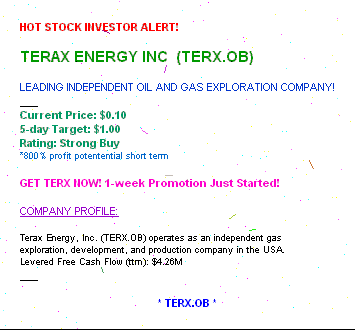 HOT STOCK INVESTOR ALERT!
TERAX ENERGY INC (TERX.OB)
LEADING INDEPENDENT OIL AND GAS EXPLORATION COMPANY!
Current Price: $0.10
5-day Target: $1.00
Rating: Strong Buy
*800% profit potentential short term
GET TERX NOW! 1-week Promotion Just Started!
COMPANY PROFILE:
Terax Energy, Inc. (TERX.OB) operates as an independent gas
exploration, development, and production company in the USA.
Levered Free Cash Flow (ttm): $4.26M
* TERX.OB *